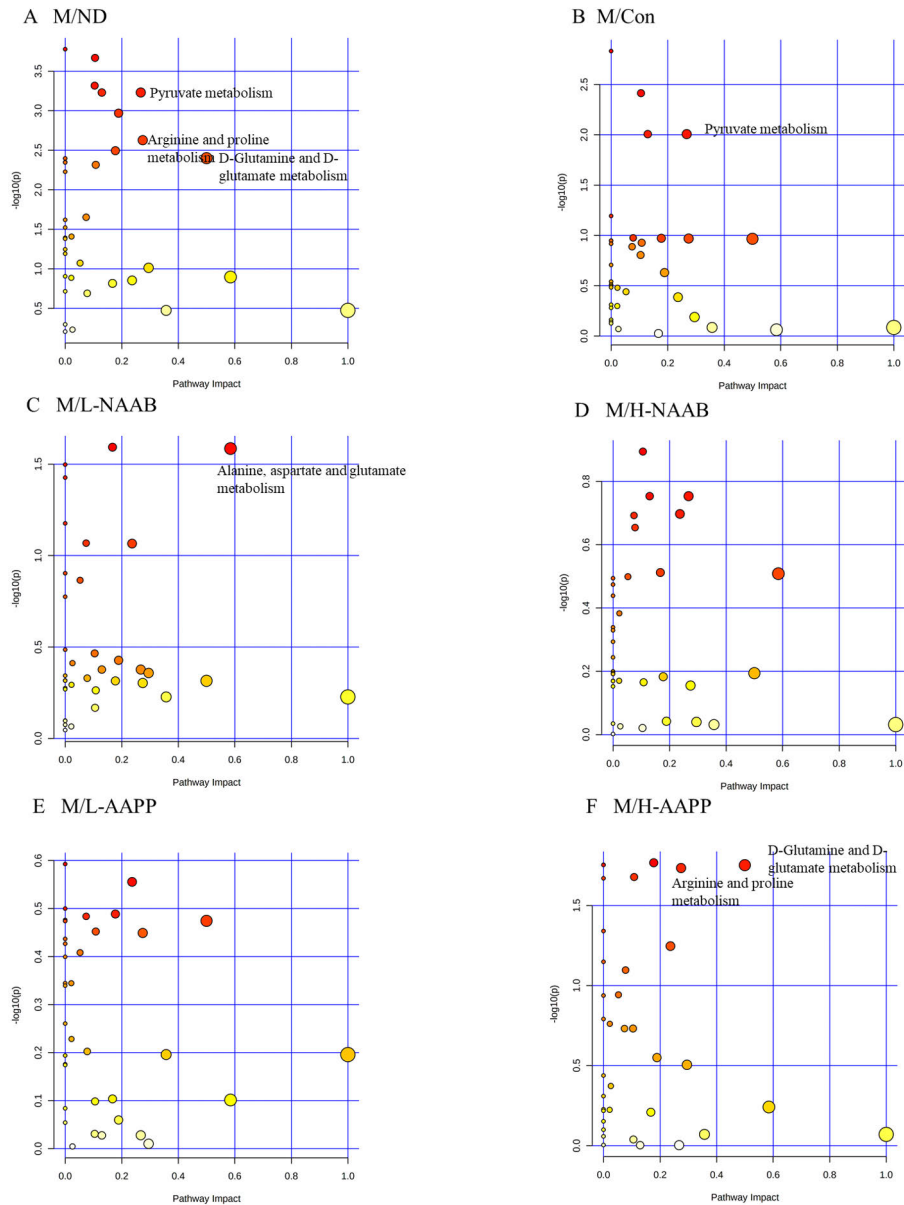 A M/ND
-log10(p)
3.5
3.0
2.5
2.0
1.5
1.0
0.5
Pyruvate metabolism
Arginine and proline
metabolism
D-Glutamine and D-
glutamate metabolism
0.0 0.2 0.4 0.6 0.8 1.0
Pathway Impact
B M/Con
-log10(p)
2.5
2.0
1.5
1.0
0.5
0.0
Pyruvate metabolism
0.0 0.2 0.4 0.6 0.8 1.0
Pathway Impact
C M/L-NAAB
-log10(p)
1.5
1.0
0.5
0.0
Alanine, aspartate and glutamate
metabolism
0.0 0.2 0.4 0.6 0.8 1.0
Pathway Impact
D M/H-NAAB
-log10(p)
0.8
0.6
0.4
0.2
0.0
0.0 0.2 0.4 0.6 0.8 1.0
Pathway Impact
E M/L-AAPP
-log10(p)
0.6
0.5
0.4
0.3
0.2
0.1
0.0
0.0 0.2 0.4 0.6 0.8 1.0
Pathway Impact
F M/H-AAPP
-log10(p)
1.5
1.0
0.5
0.0
D-Glutamine and D-
glutamate metabolism
Arginine and proline
metabolism
0.0 0.2 0.4 0.6 0.8 1.0
Pathway Impact